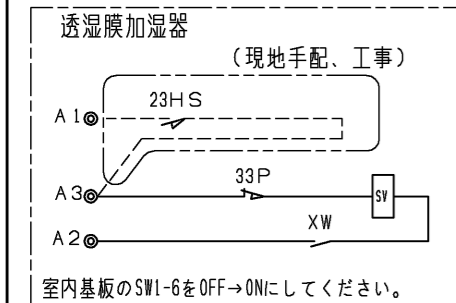 透湿膜加湿器
(現地手配、工事)
23HS
A1
33P
A3
SV
XW
A2
室内基板のSW1-6をOFF→ONにしてください。